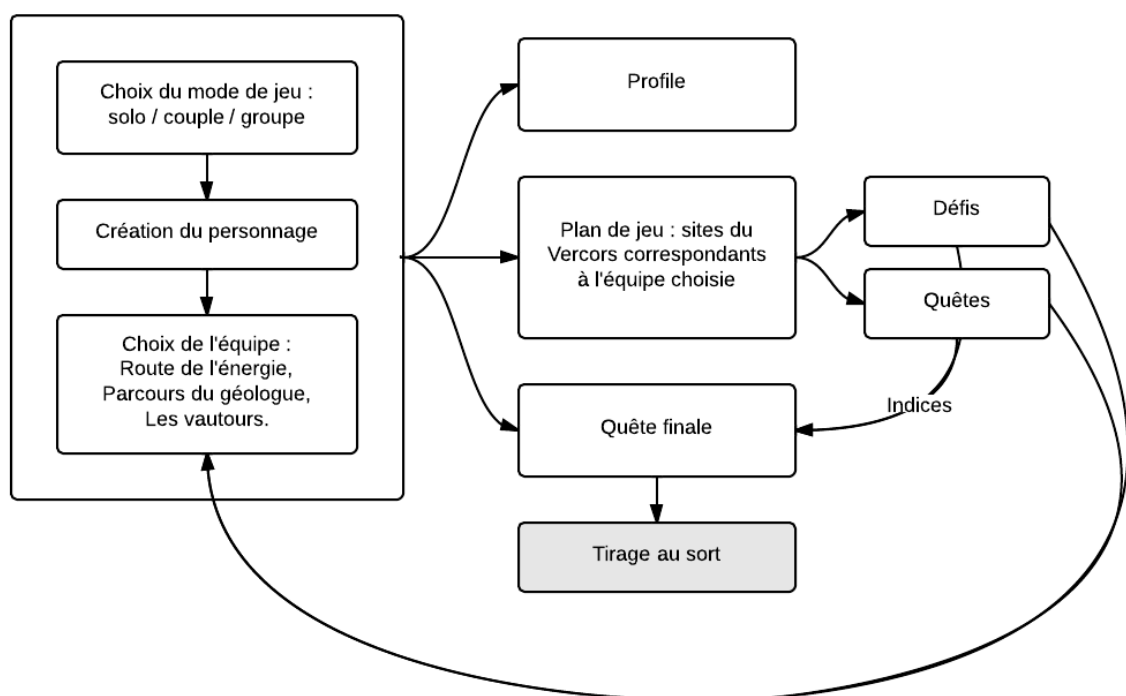 Choix du mode de jeu :
solo / couple / groupe
Création du personnage
Choix de l'équipe :
Route de l'énergie,
Parcours du géologue,
Les vautours.
Profile
Plan de jeu : sites du
Vercors correspondants
à l'équipe choisie
Défis
Quêtes
Indices
Quête finale
Tirage au sort